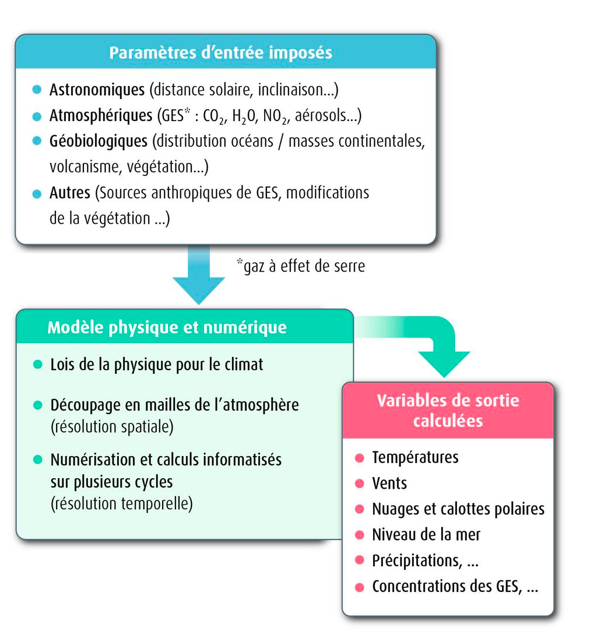 Paramètres d'entrée imposés
Astronomiques (distance solaire, inclinaison...)
Atmosphériques (GES* : CO₂, H₂O, NO₂, aérosols...)
Géobiologiques (distribution océans / masses continentales,
volcanisme, végétation...)
Autres (Sources anthropiques de GES, modifications
de la végétation ...)
*gaz à effet de serre
Modèle physique et numérique
Lois de la physique pour le climat
Découpage en mailles de l'atmosphère
(résolution spatiale)
Numérisation et calculs informatisés
sur plusieurs cycles
(résolution temporelle)
Variables de sortie
calculées
Températures
Vents
Nuages et calottes polaires
Niveau de la mer
Précipitations, ...
Concentrations des GES, ...